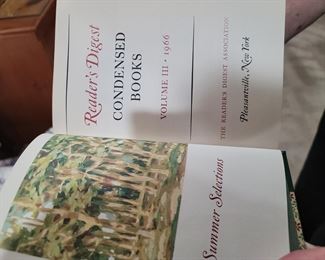 Reader's Digest
CONDENSED
BOOKS
VOLUME III • 1966
THE READER'S DIGEST ASSOCIATION
Pleasantville, New York
Summer Selections